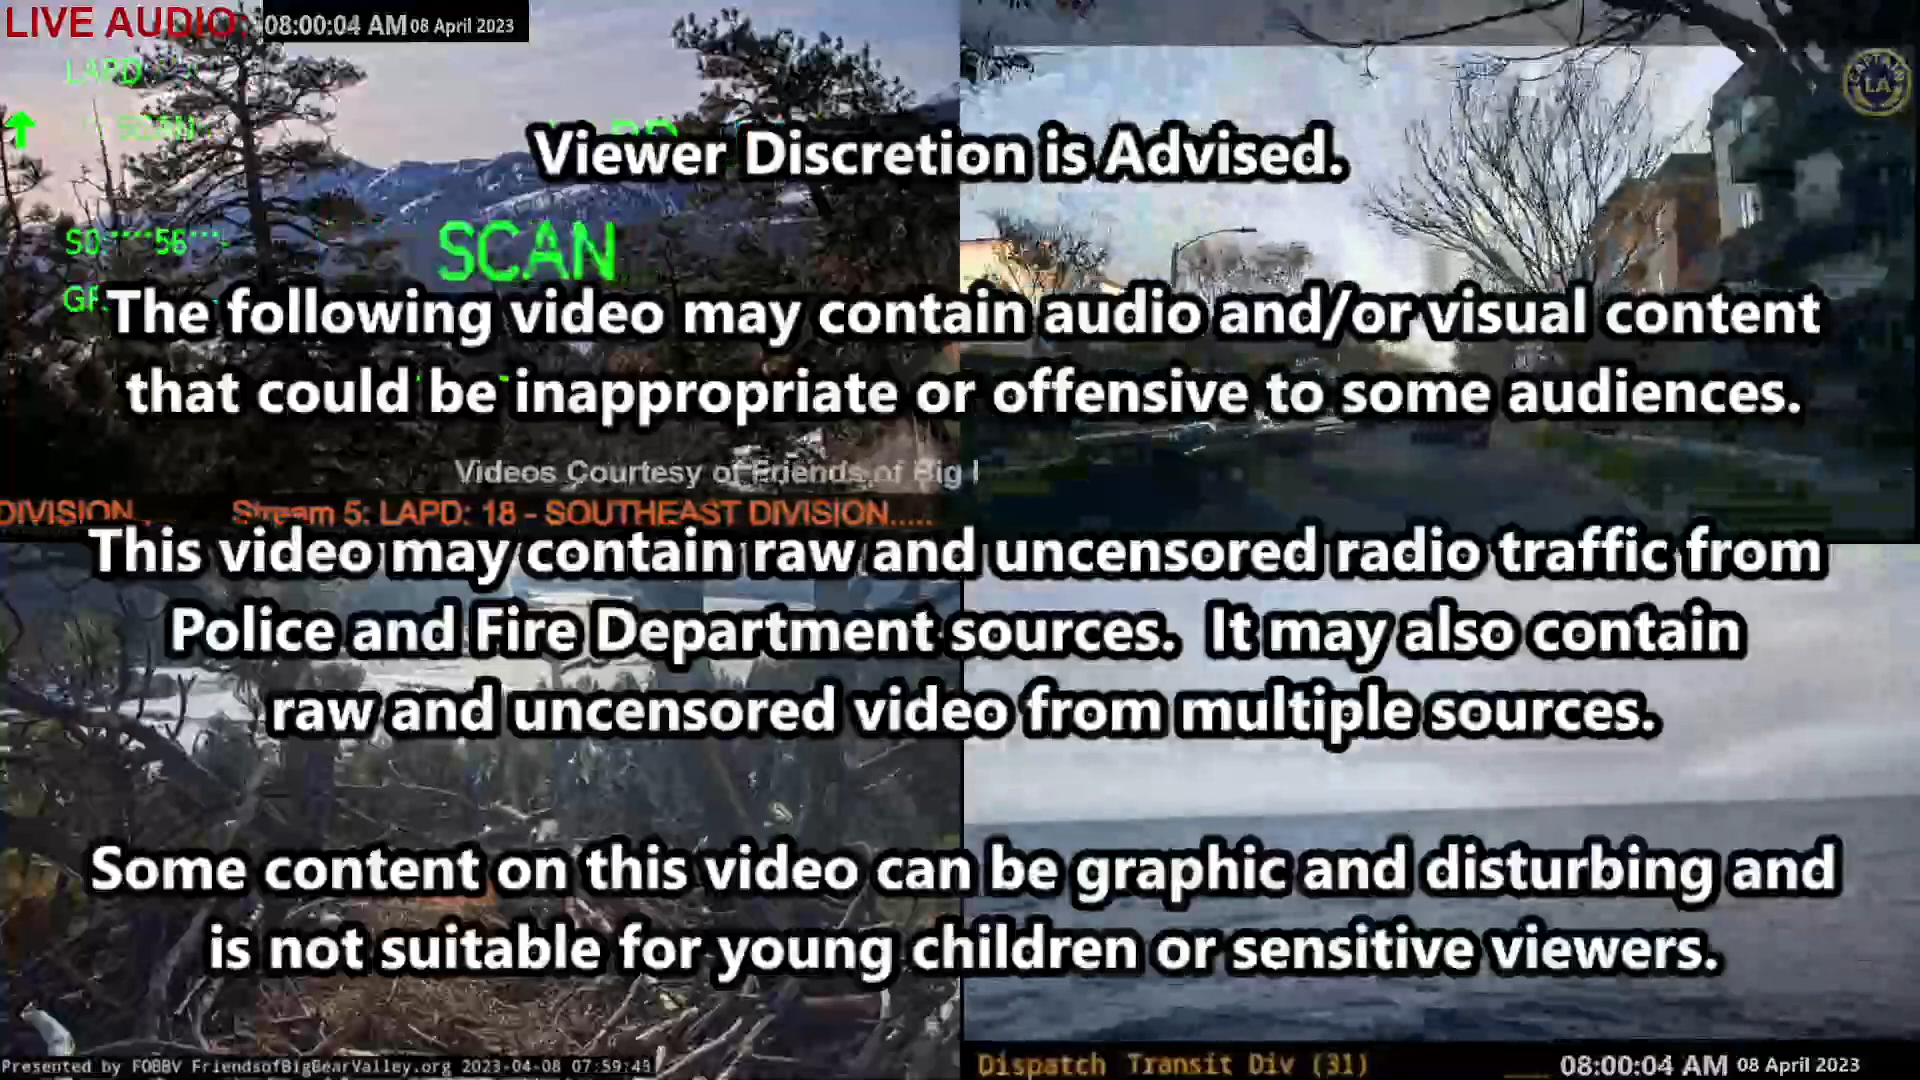 LIVE AUDIO: 08:00:04 AM 08 April 2023
LAPD
SCAN
Viewer Discretion is Advised.
S0:----56---
SCAN
The following video may contain audio and/or visual content
that could be inappropriate or offensive to some audiences.
Videos Courtesy of Friends of Big
DIVISION..... Stream 5: LAPD: 18 - SOUTHEAST DIVISION.....
This video may contain raw and uncensored radio traffic from
Police and Fire Department sources. It may also contain
raw and uncensored video from multiple sources.
Some content on this video can be graphic and disturbing and
is not suitable for young children or sensitive viewers.
Presented by FOBBV FriendsofBigBearValley.org 2023-04-08 07:59:49
Dispatch Transit Div (31)
08:00:04 AM 08 April 2023